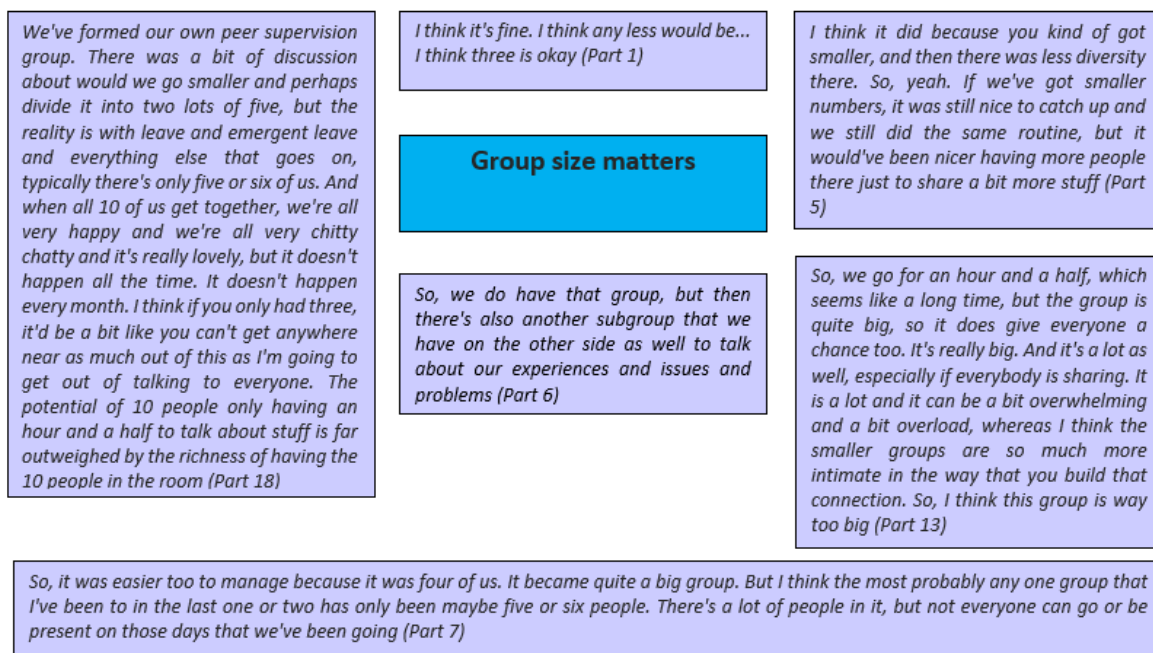 We've formed our own peer supervision
group. There was a bit of discussion
about would we go smaller and perhaps
divide it into two lots of five, but the
reality is with leave and emergent leave
and everything else that goes on,
typically there's only five or six of us. And
when all 10 of us get together, we're all
very happy and we're all very chitty
chatty and it's really lovely, but it doesn't
happen all the time. It doesn't happen
every month. I think if you only had three,
it'd be a bit like you can't get anywhere
near as much out of this as I'm going to
get out of talking to everyone. The
potential of 10 people only having an
hour and a half to talk about stuff is far
outweighed by the richness of having the
10 people in the room (Part 18)
I think it's fine. I think any less would be...
I think three is okay (Part 1)
Group size matters
So, we do have that group, but then
there's also another subgroup that we
have on the other side as well to talk
about our experiences and issues and
problems (Part 6)
I think it did because you kind of got
smaller, and then there was less diversity
there. So, yeah. If we've got smaller
numbers, it was still nice to catch up and
we still did the same routine, but it
would've been nicer having more people
there just to share a bit more stuff (Part
5)
So, we go for an hour and a half, which
seems like a long time, but the group is
quite big, so it does give everyone a
chance too. It's really big. And it's a lot as
well, especially if everybody is sharing. It
is a lot and it can be a bit overwhelming
and a bit overload, whereas I think the
smaller groups are so much more
intimate in the way that you build that
connection. So, I think this group is way
too big (Part 13)
So, it was easier too to manage because it was four of us. It became quite a big group. But I think the most probably any one group that
I've been to in the last one or two has only been maybe five or six people. There's a lot of people in it, but not everyone can go or be
present on those days that we've been going (Part 7)